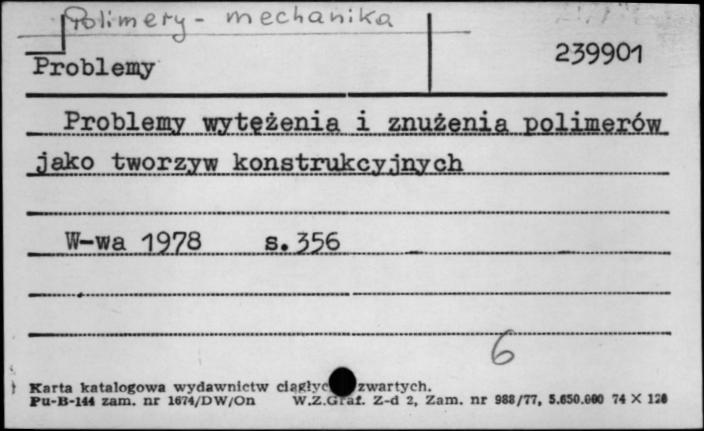 Polimery - mechanika
239901
Problemy
Problemy wytężenia i znużenia polimerów
jako tworzyw konstrukcyjnych
W-wa 1978 s. 356
6
Karta katalogowa wydawnictw ciągłyc zwartych.
Pu-B-144 zam. nr 1674/DW/On W.Z.Graf. Z-d 2, Zam. nr 988/77, 5.650.000 74 X 120